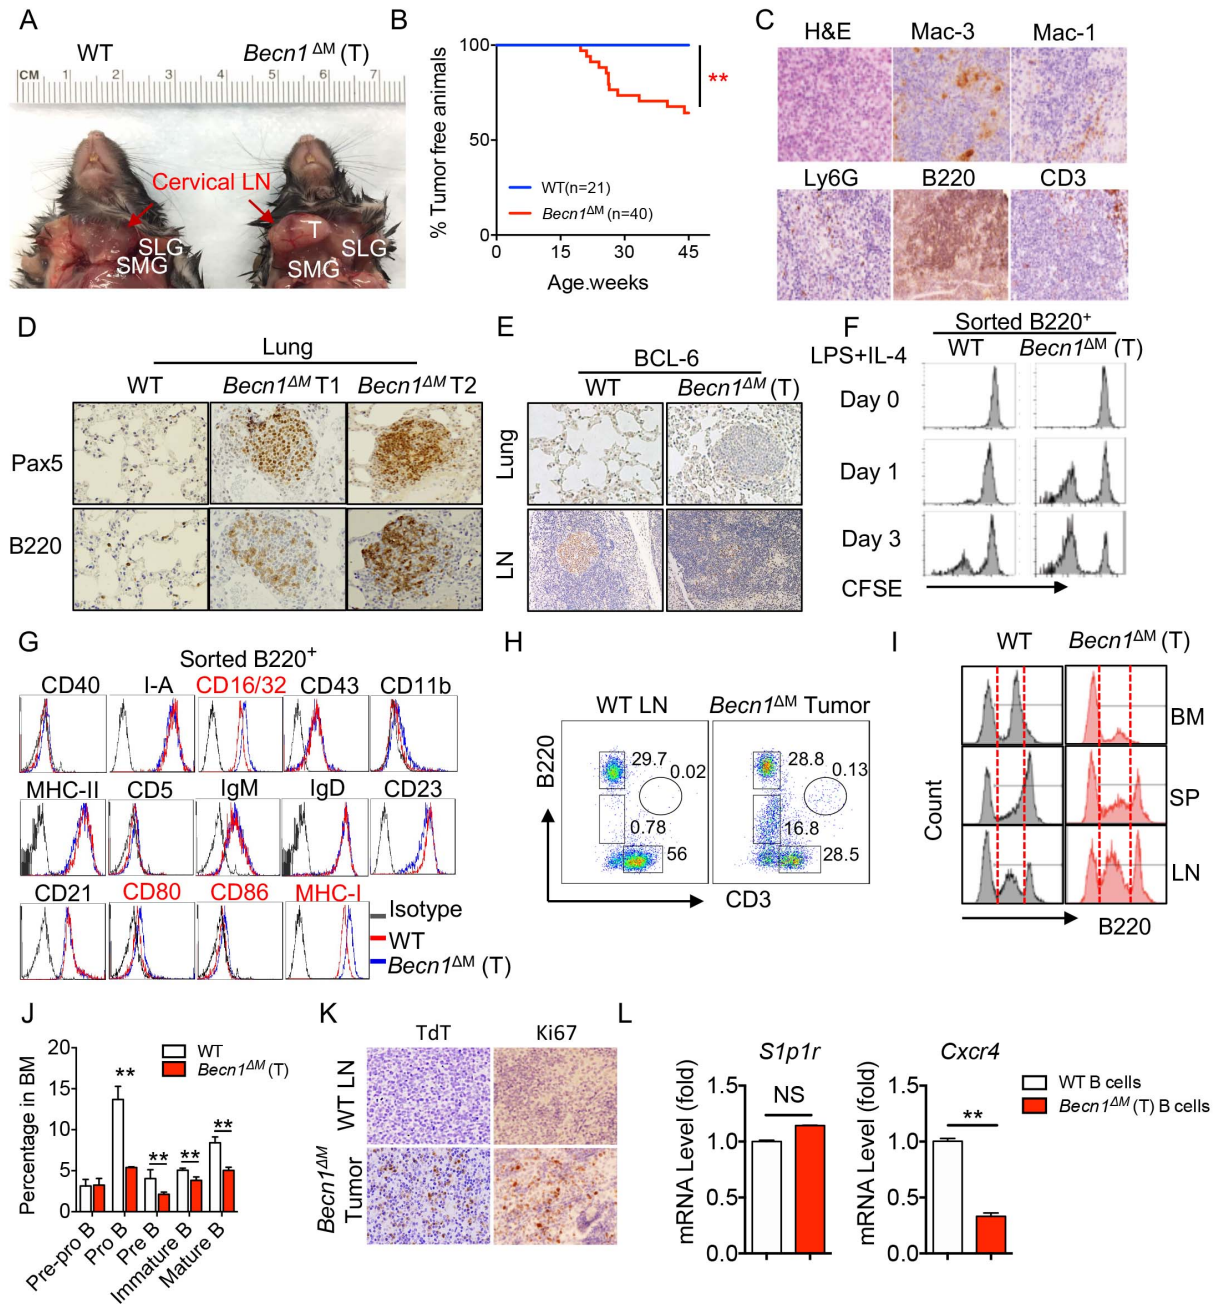 A
WT
Becn1 ΔM (T)
CM 1 2 3 4 5 6 7
Cervical LN
T
SLG
SMG
SLG
SMG
B
% Tumor free animals
100
50
0
0 15 30 45
Age.weeks
**
WT(n=21)
Becn1ΔM (n=40)
C
H&E
Mac-3
Mac-1
Ly6G
B220
CD3
D
Lung
WT
Becn1ΔM T1
Becn1ΔM T2
Pax5
B220
E
BCL-6
WT
Becn1ΔM (T)
Lung
LN
F
Sorted B220+
LPS+IL-4
WT
Becn1ΔM (T)
Day 0
Day 1
Day 3
CFSE
G
Sorted B220+
CD40
I-A
CD16/32
CD43
CD11b
MHC-II
CD5
IgM
IgD
CD23
CD21
CD80
CD86
MHC-I
Isotype
WT
Becn1ΔM (T)
H
WT LN
Becn1ΔM Tumor
B220
29.7
0.02
0.78
56
28.8
0.13
16.8
28.5
CD3
I
WT
Becn1ΔM (T)
BM
SP
LN
Count
B220
J
Percentage in BM
20
15
10
5
0
WT
Becn1ΔM (T)
**
**
**
**
Pre-pro B
Pro B
Pre B
Immature B
Mature B
K
TdT
Ki67
WT LN
Becn1ΔM
Tumor
L
S1p1r
mRNA Level (fold)
1.5
1.0
0.5
0.0
NS
Cxcr4
mRNA Level (fold)
1.5
1.0
0.5
0.0
**
WT B cells
Becn1ΔM (T) B cells